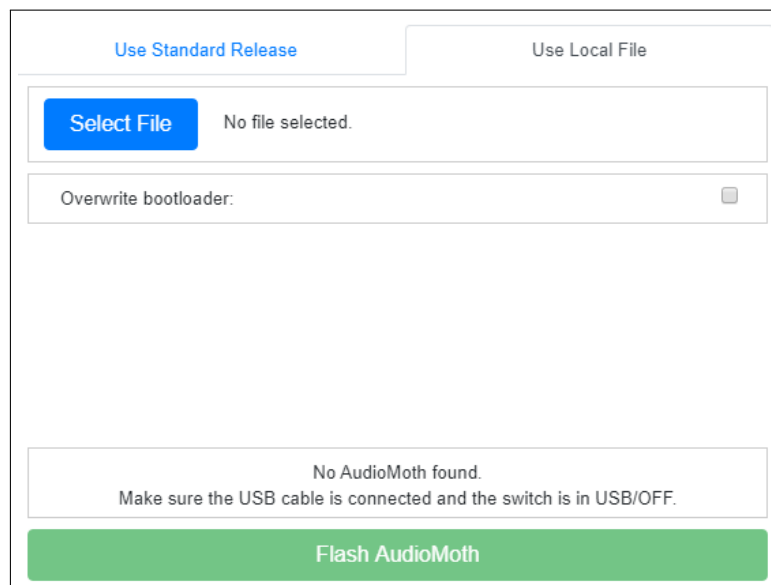 Use Standard Release
Use Local File
Select File
No file selected.
Overwrite bootloader:
No AudioMoth found.
Make sure the USB cable is connected and the switch is in USB/OFF.
Flash AudioMoth